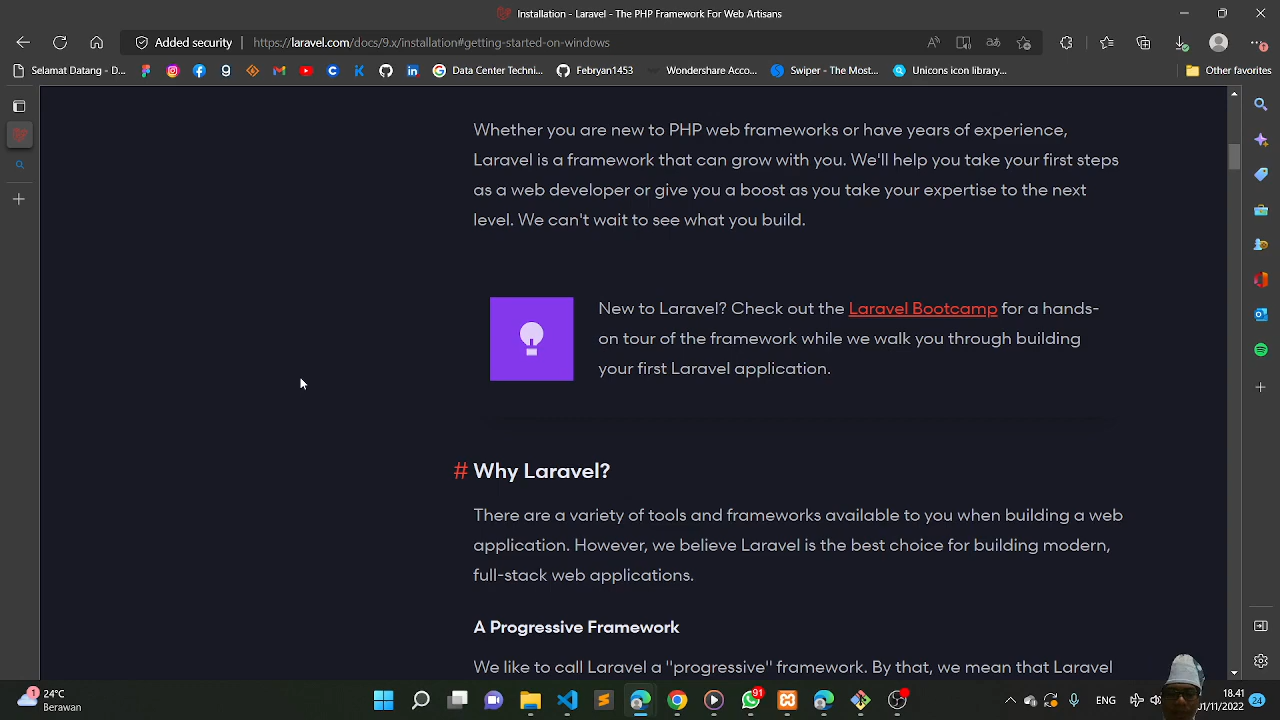 Installation - Laravel - The PHP Framework For Web Artisans
Added security
https://laravel.com/docs/9.x/installation#getting-started-on-windows
Selamat Datang - D...
Data Center Techni...
Febryan1453
Wondershare Acco...
Swiper - The Most...
Unicons icon library...
Other favorites
Whether you are new to PHP web frameworks or have years of experience,
Laravel is a framework that can grow with you. We'll help you take your first steps
as a web developer or give you a boost as you take your expertise to the next
level. We can't wait to see what you build.
New to Laravel? Check out the Laravel Bootcamp for a hands-
on tour of the framework while we walk you through building
your first Laravel application.
# Why Laravel?
There are a variety of tools and frameworks available to you when building a web
application. However, we believe Laravel is the best choice for building modern,
full-stack web applications.
A Progressive Framework
We like to call Laravel a "progressive" framework. By that, we mean that Laravel
1
24°C
Berawan
91
ENG
18.41
/11/2022
24